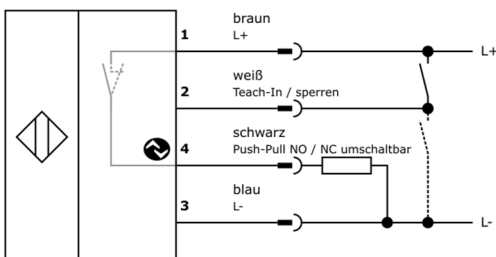 braun
1 L+ L+
weiß
2 Teach-In / sperren
schwarz
4 Push-Pull NO / NC umschaltbar
blau
3 L- L-